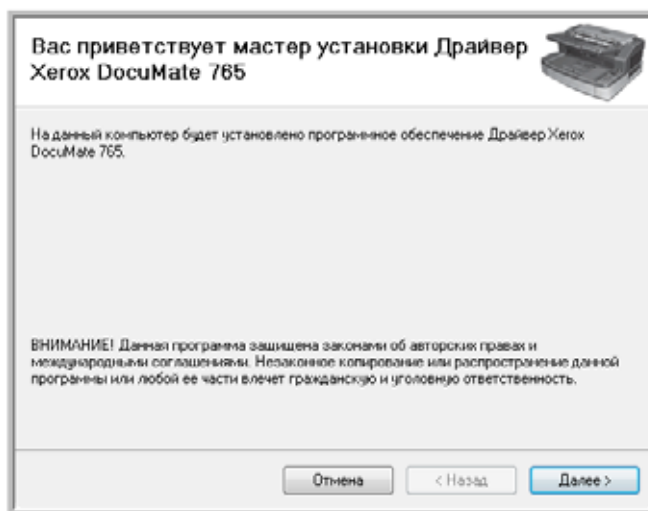 Вас приветствует мастер установки Драйвер
Xerox DocuMate 765
На данный компьютер будет установлено программное обеспечение Драйвер Xerox
DocuMate 765.
ВНИМАНИЕ! Данная программа защищена законами об авторских правах и
международными соглашениями. Незаконное копирование или распространение данной
программы или любой ее части влечет гражданскую и уголовную ответственность.
Отмена < Назад Далее >